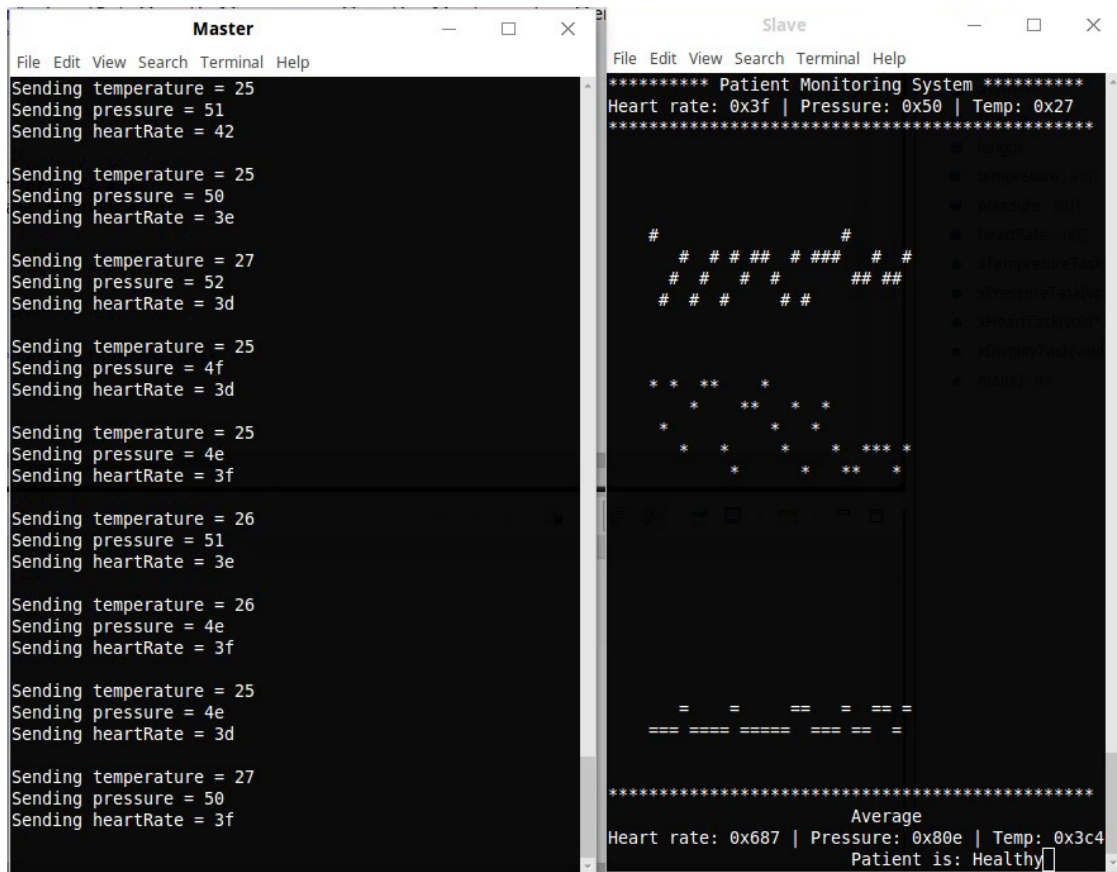 Master
File Edit View Search Terminal Help
Sending temperature = 25
Sending pressure = 51
Sending heartRate = 42
Sending temperature = 25
Sending pressure = 50
Sending heartRate = 3e
Sending temperature = 27
Sending pressure = 52
Sending heartRate = 3d
Sending temperature = 25
Sending pressure = 4f
Sending heartRate = 3d
Sending temperature = 25
Sending pressure = 4e
Sending heartRate = 3f
Sending temperature = 26
Sending pressure = 51
Sending heartRate = 3e
Sending temperature = 26
Sending pressure = 4e
Sending heartRate = 3f
Sending temperature = 25
Sending pressure = 4e
Sending heartRate = 3d
Sending temperature = 27
Sending pressure = 50
Sending heartRate = 3f
Slave
File Edit View Search Terminal Help
********** Patient Monitoring System **********
Heart rate: 0x3f | Pressure: 0x50 | Temp: 0x27
************************************************
#                  #
#  # # ##  # ###   #  #
#  #   #  #       ## ##
#  #  #     # #
* *  **    *
*    **   *  *
*          *   *
*   *     *    *  *** *
*      *   **   *
=    =     ==   =  == =
=== ==== =====  === ==  =
************************************************
Average
Heart rate: 0x687 | Pressure: 0x80e | Temp: 0x3c4
Patient is: Healthy